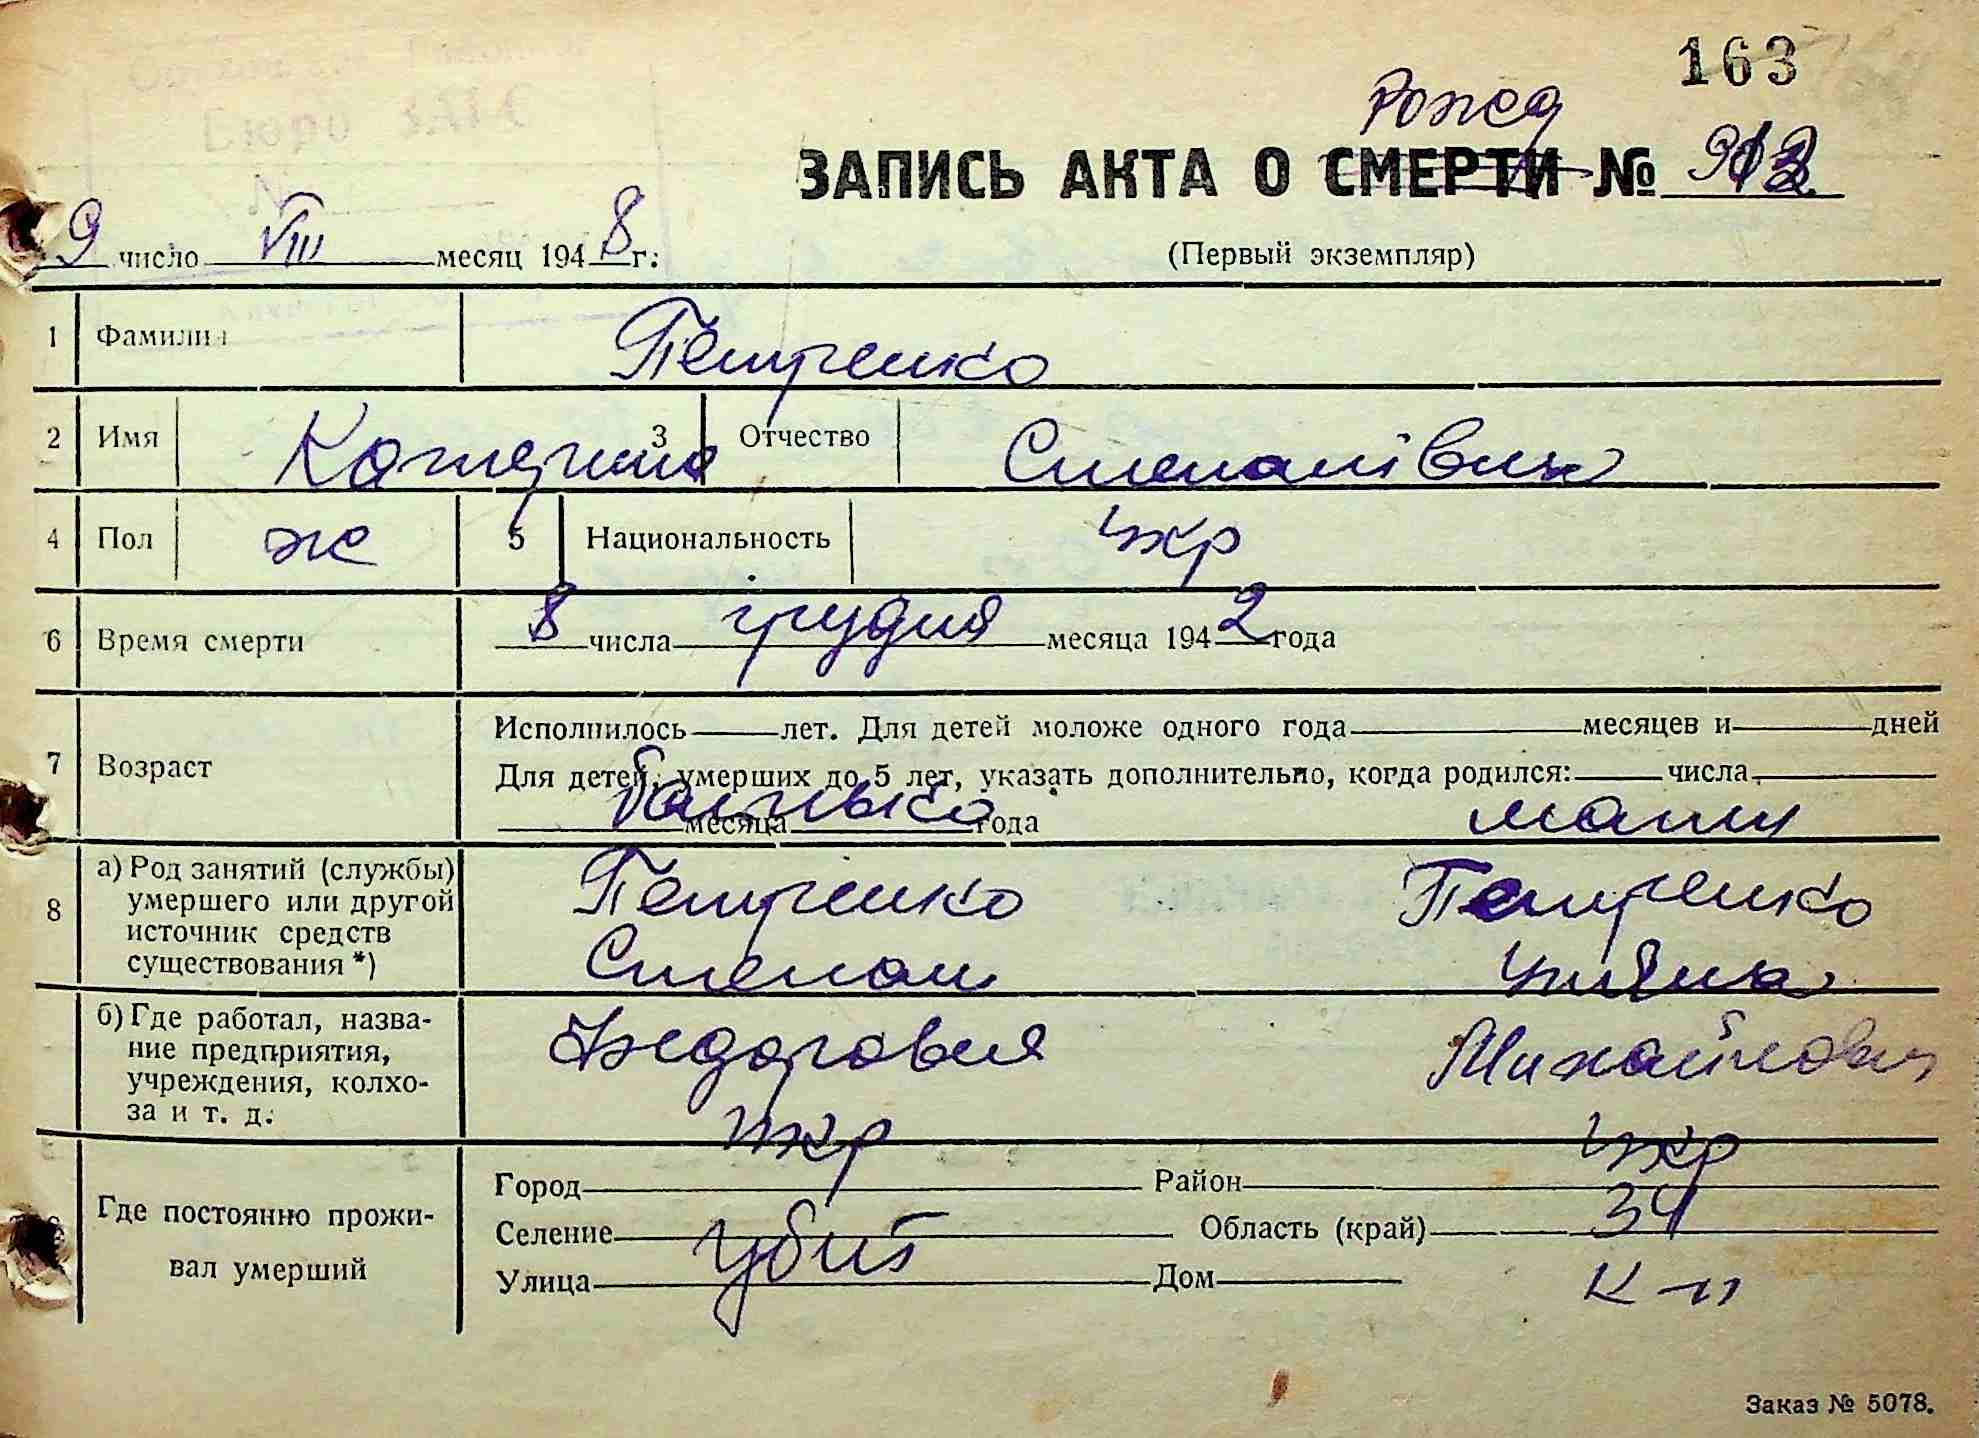 163
Рожд
ЗАПИСЬ АКТА О СМЕРТИ №
Бюро ЗАГС
9 число VIII месяц 1948 г.
(Первый экземпляр)
1 Фамилия Петренко
2 Имя Катерина 3 Отчество Степанівна
4 Пол ж 5 Национальность укр
6 Время смерти 8 числа грудня месяца 1942 года
7 Возраст Исполнилось лет. Для детей моложе одного года месяцев и дней
Для детей, умерших до 5 лет, указать дополнительно, когда родился: числа
месяца года
батько мати
8 а) Род занятий (службы) умершего или другой источник средств существования *)
Петренко Петренко
Степан Уляна
б) Где работал, название предприятия, учреждения, колхоза и т. д.
Михайловн
укр укр
Где постоянно проживал умерший
Город Район
34
Селение Область (край)
убит
Улица Дом
к-п
Заказ № 5078.